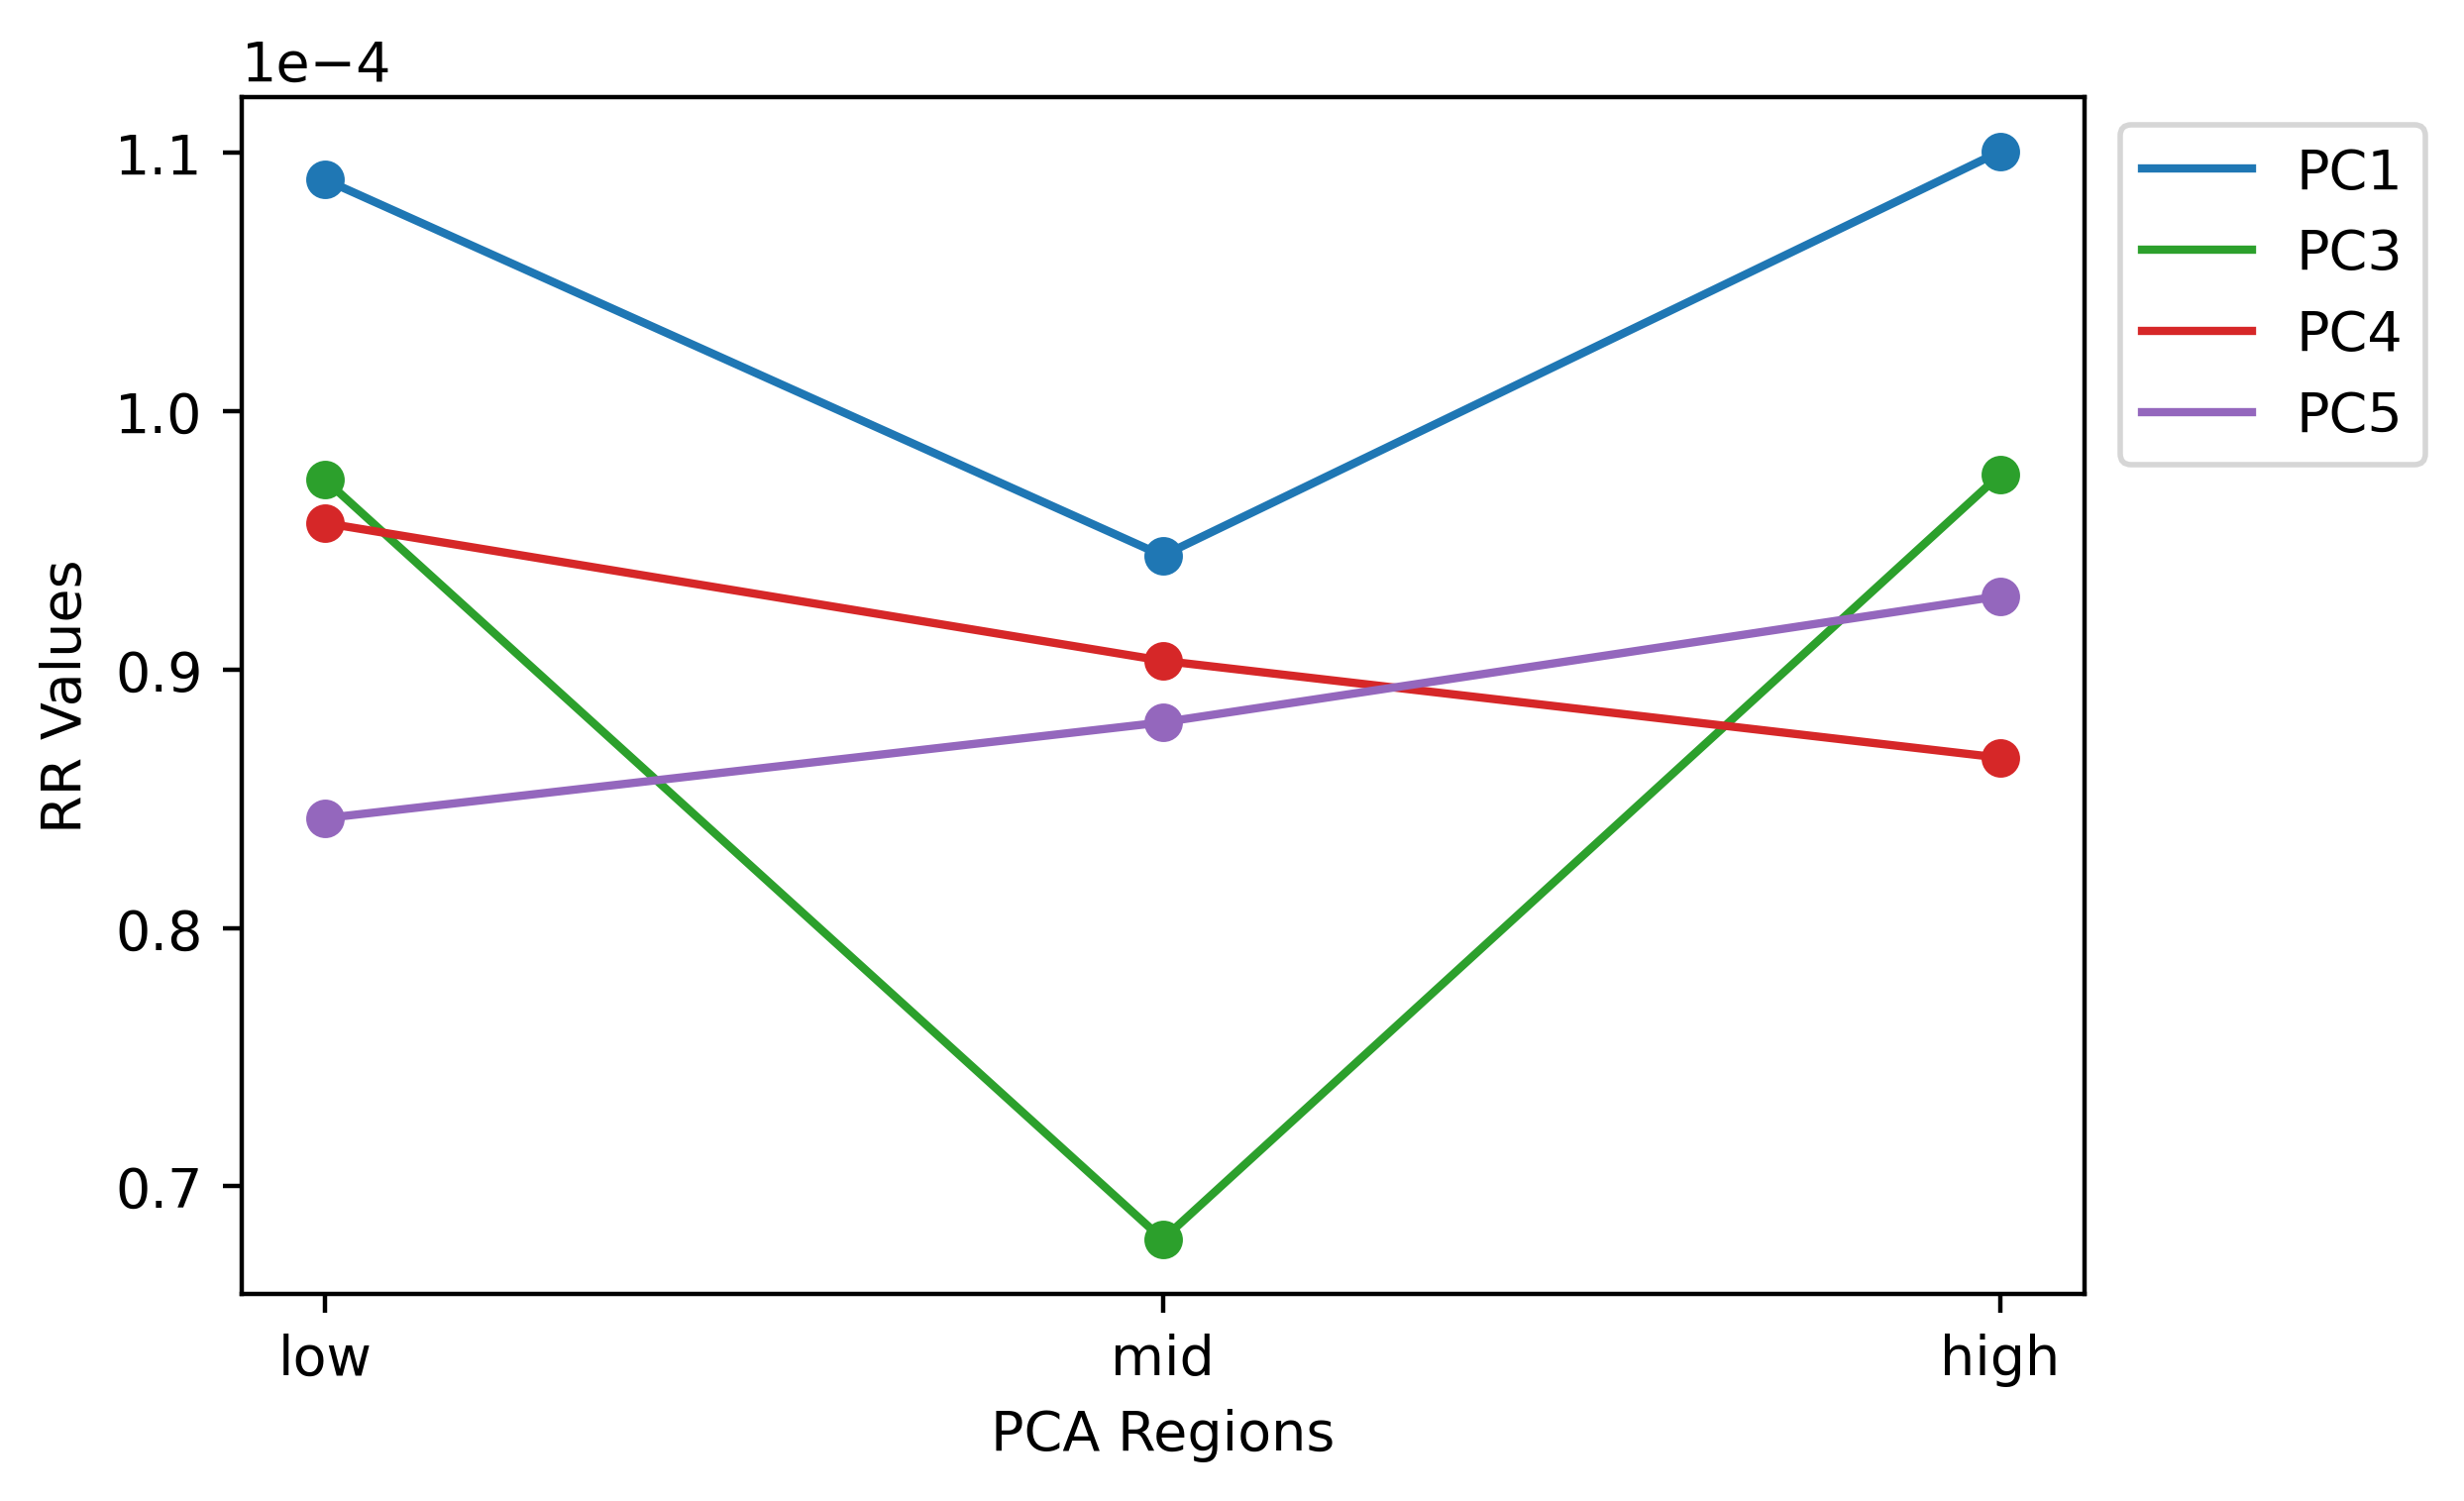 1e−4
1.1
1.0
0.9
0.8
0.7
RR Values
low mid high
PCA Regions
PC1
PC3
PC4
PC5